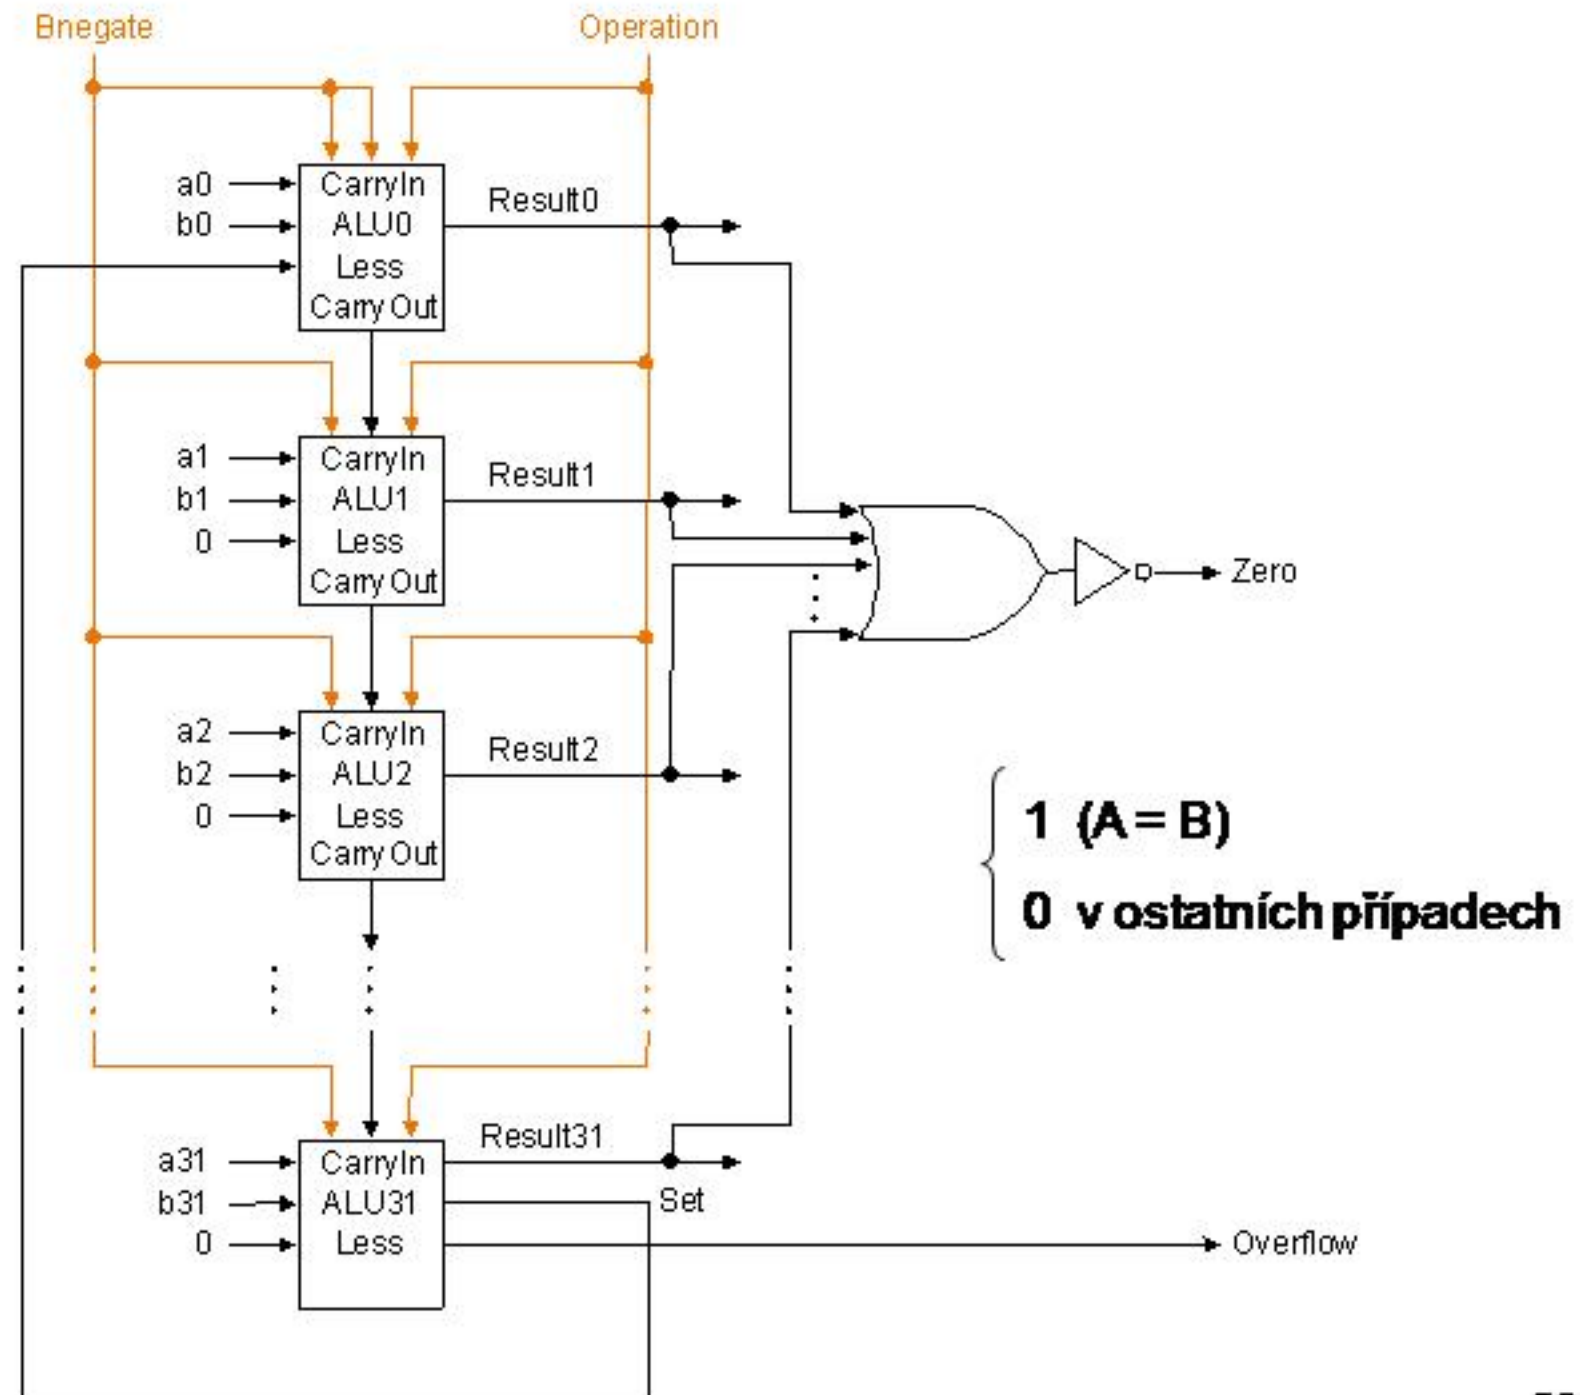 Bnegate
Operation
a0
b0
CarryIn
ALU0
Less
Carry Out
Result0
a1
b1
0
CarryIn
ALU1
Less
Carry Out
Result1
Zero
a2
b2
0
CarryIn
ALU2
Less
Carry Out
Result2
1 (A = B)
0 v ostatních případech
a31
b31
0
CarryIn
ALU31
Less
Result31
Set
Overflow